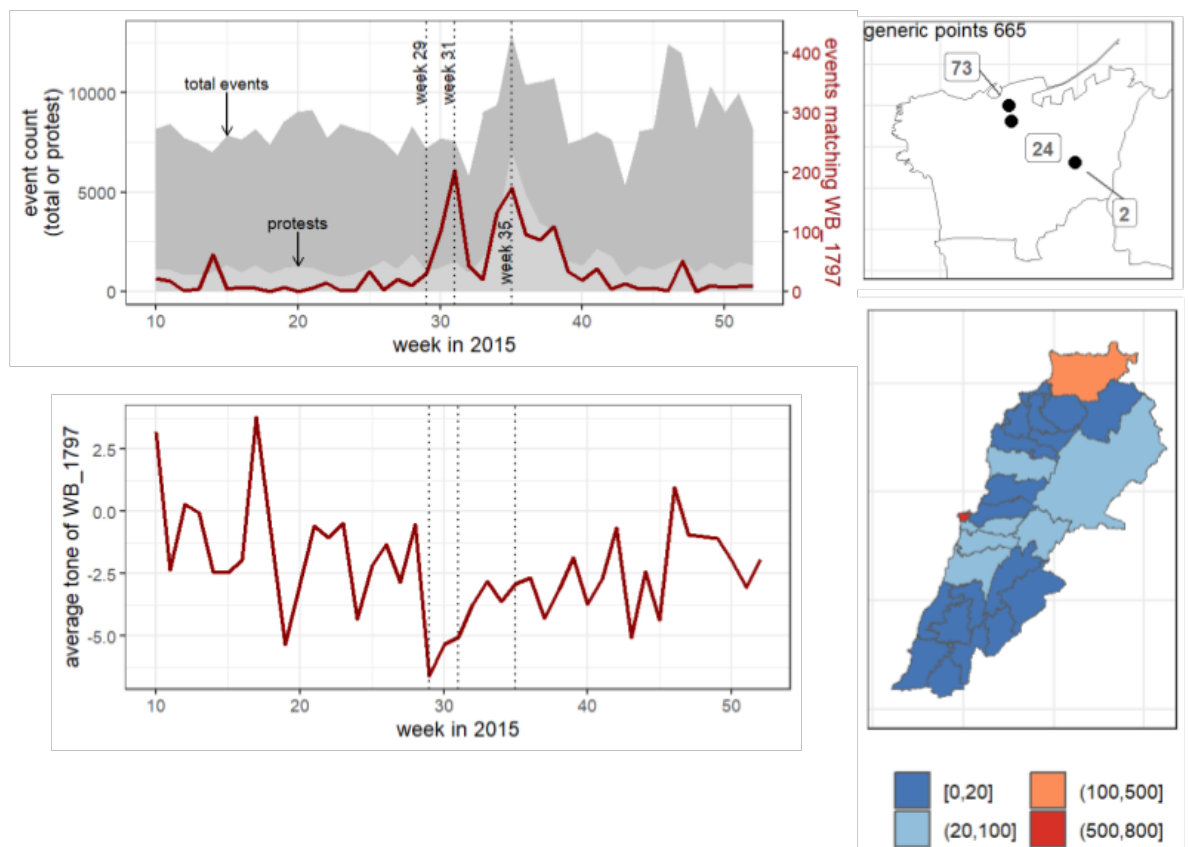 event count
(total or protest)
10000
5000
0
total events
protests
week 29
week 31
week 35
400
300
200
100
0
events matching WB_1797
10
20
30
40
50
week in 2015
generic points 665
73
24
2
average tone of WB_1797
2.5
0.0
-2.5
-5.0
10
20
30
40
50
week in 2015
[0,20]
(100,500]
(20,100]
(500,800]